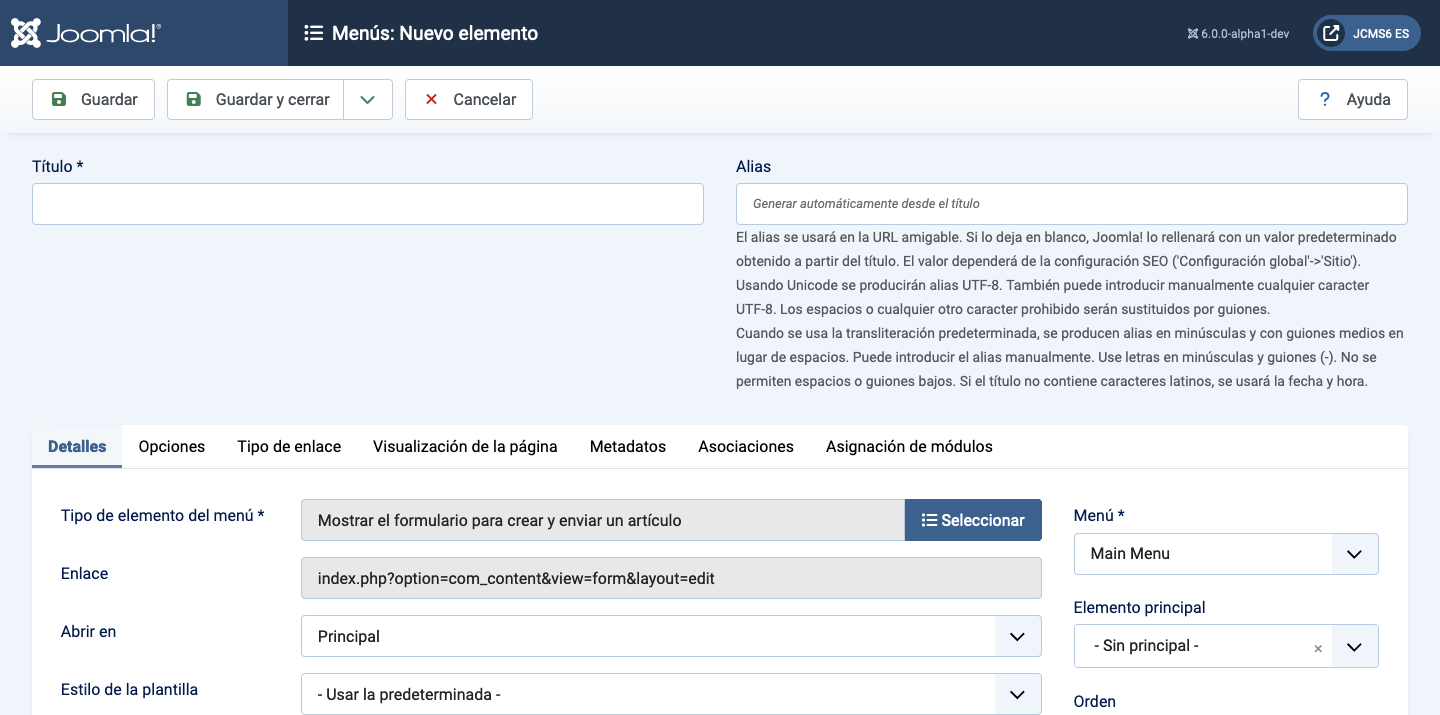 Joomla!®
Menús: Nuevo elemento
6.0.0-alpha1-dev
JCMS6 ES
Guardar
Guardar y cerrar
Cancelar
? Ayuda
Título *
Alias
Generar automáticamente desde el título
El alias se usará en la URL amigable. Si lo deja en blanco, Joomla! lo rellenará con un valor predeterminado
obtenido a partir del título. El valor dependerá de la configuración SEO ('Configuración global'->'Sitio').
Usando Unicode se producirán alias UTF-8. También puede introducir manualmente cualquier caracter
UTF-8. Los espacios o cualquier otro caracter prohibido serán sustituidos por guiones.
Cuando se usa la transliteración predeterminada, se producen alias en minúsculas y con guiones medios en
lugar de espacios. Puede introducir el alias manualmente. Use letras en minúsculas y guiones (-). No se
permiten espacios o guiones bajos. Si el título no contiene caracteres latinos, se usará la fecha y hora.
Detalles
Opciones
Tipo de enlace
Visualización de la página
Metadatos
Asociaciones
Asignación de módulos
Tipo de elemento del menú *
Mostrar el formulario para crear y enviar un artículo
Seleccionar
Enlace
index.php?option=com_content&view=form&layout=edit
Abrir en
Principal
Estilo de la plantilla
- Usar la predeterminada -
Menú *
Main Menu
Elemento principal
- Sin principal - ×
Orden